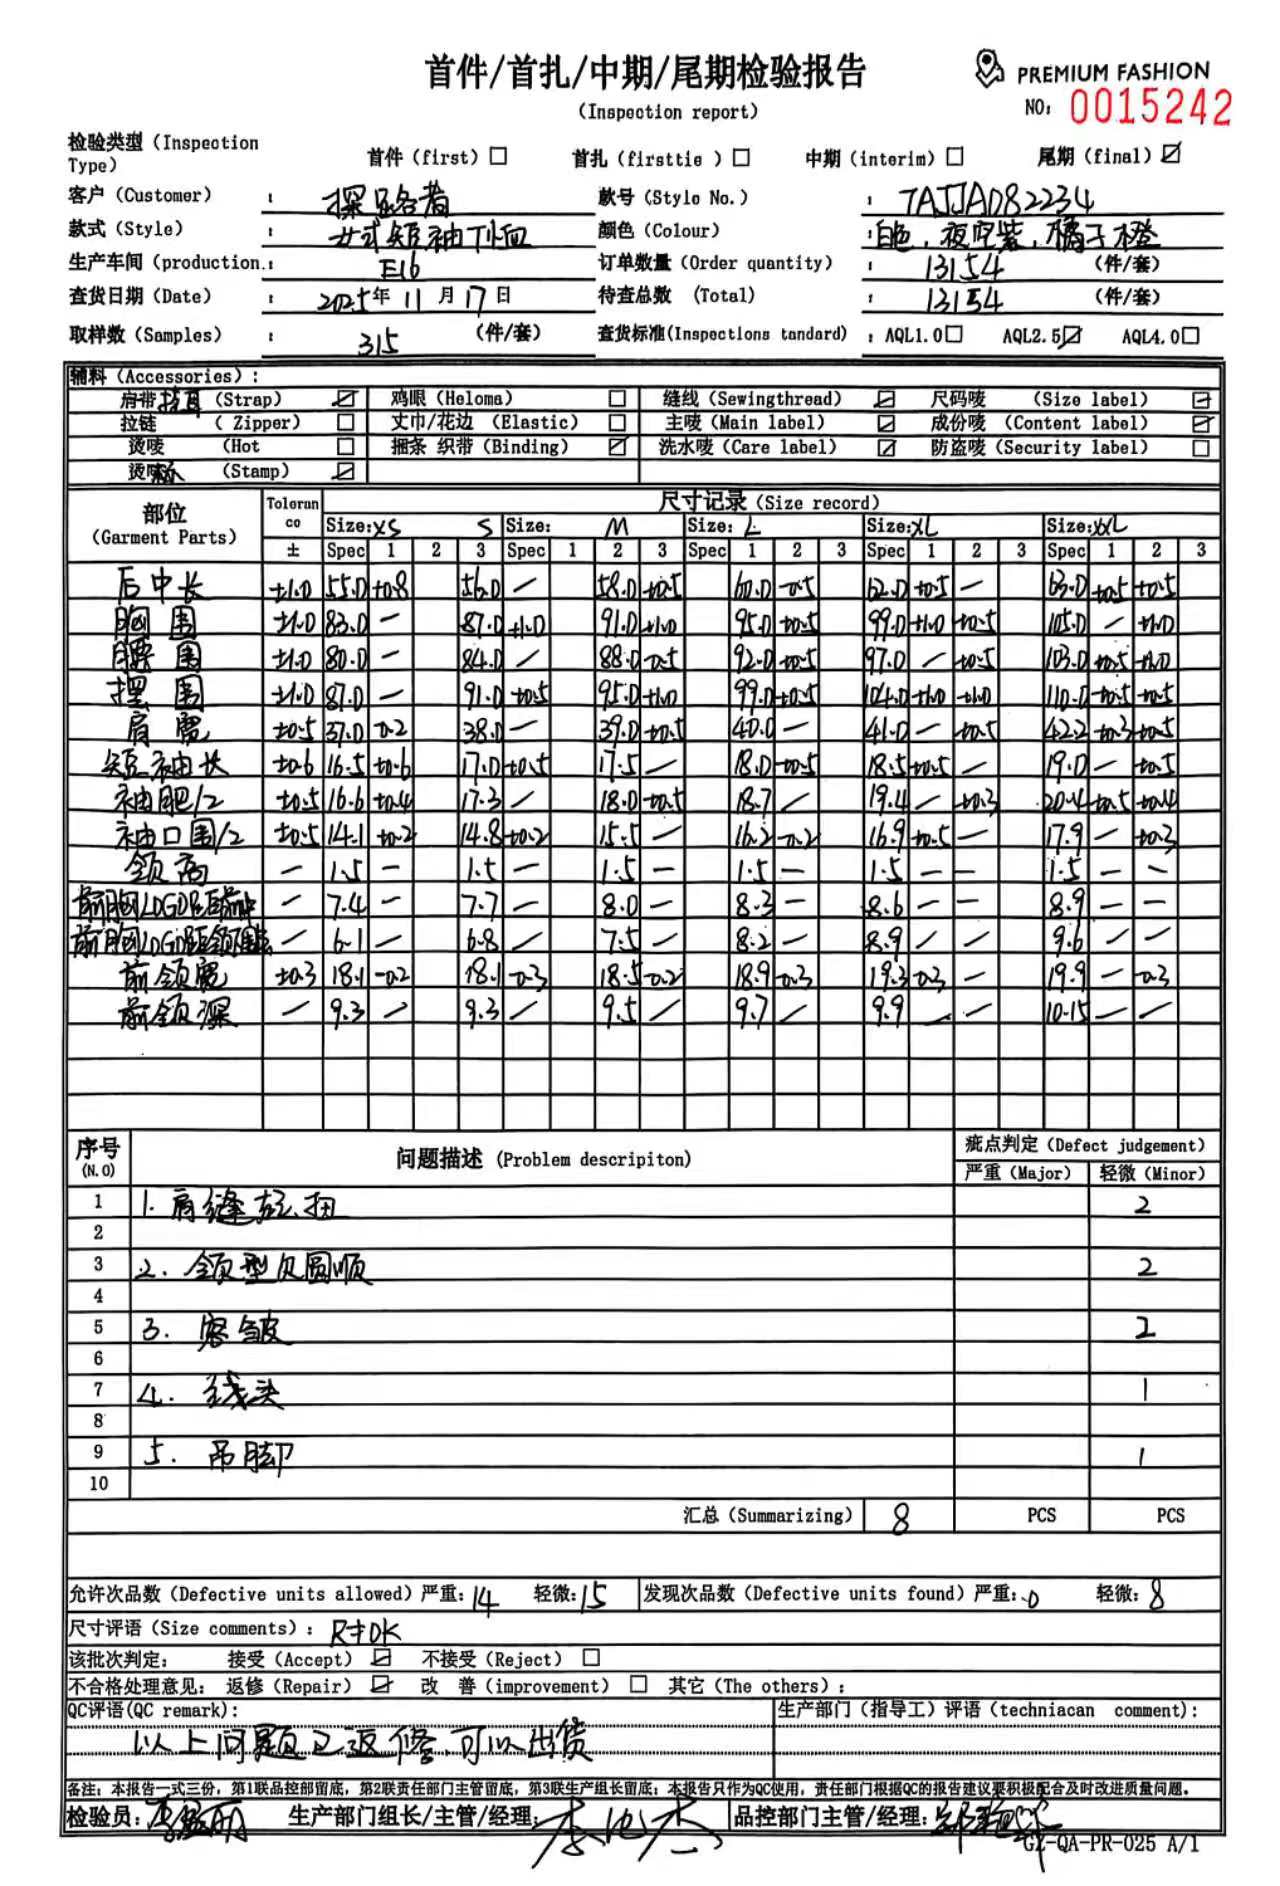 首件/首扎/中期/尾期检验报告
PREMIUM FASHION
(Inspection report)
NO: 0015242
检验类型 (Inspection Type) 首件 (first) □ 首扎 (firsttie ) □ 中期 (interim) □ 尾期 (final) ☑
客户 (Customer) : 探路者 款号 (Style No.) : TAJJAD82234
款式 (Style) : 女式短袖T恤 颜色 (Colour) : 白色，夜空紫，橘子橙
生产车间 (production. : E16 订单数量 (Order quantity) : 13154 (件/套)
查货日期 (Date) : 2025年 11 月 17 日 待查总数 (Total) : 13154 (件/套)
取样数 (Samples) : 315 (件/套) 查货标准(Inspections tandard) : AQL1.0□ AQL2.5☑ AQL4.0□
辅料 (Accessories) :
肩带 (Strap) ☑ 鸡眼 (Heloma) □ 缝线 (Sewingthread) ☑ 尺码唛 (Size label) ☑
拉链 ( Zipper) □ 丈巾/花边 (Elastic) □ 主唛 (Main label) ☑ 成份唛 (Content label) ☑
烫唛 (Hot □ 捆条 织带 (Binding) ☑ 洗水唛 (Care label) ☑ 防盗唛 (Security label) □
(Stamp) ☑
部位 (Garment Parts) Toleran ce ± 尺寸记录 (Size record)
Size: XS S Size: M Size: L Size: XL Size: XXL
Spec 1 2 3 Spec 1 2 3 Spec 1 2 3 Spec 1 2 3 Spec 1 2 3
后中长 ±1.0 55.0 +0.8 56.0 — 58.0 +0.5 60.0 -0.5 62.0 +0.5 — 63.0 +0.5 +0.5
胸围 ±1.0 83.0 — 87.0 +1.0 91.0 +1.0 95.0 +0.5 99.0 +1.0 +0.5 105.0 — +1.0
腰围 ±1.0 80.0 — 84.0 — 88.0 -0.5 92.0 +0.5 97.0 — +0.5 103.0 +0.5 +1.0
摆围 ±1.0 87.0 — 91.0 +0.5 95.0 +1.0 99.0 +0.5 104.0 +1.0 +1.0 110.0 +0.5 +0.5
肩宽 ±0.5 37.0 -0.2 38.0 — 39.0 +0.5 40.0 — 41.0 — +0.5 42.2 +0.3 +0.5
短袖长 ±0.6 16.5 +0.6 17.0 +0.5 17.5 — 18.0 +0.5 18.5 +0.5 — 19.0 — +0.5
袖肥/2 ±0.5 16.6 +0.4 17.3 — 18.0 +0.5 18.7 — 19.4 — +0.3 20.4 +0.5 +0.4
袖口围/2 ±0.5 14.1 +0.2 14.8 +0.2 15.5 — 16.2 -0.2 16.9 +0.5 — 17.9 — +0.3
领高 — 1.5 — 1.5 — 1.5 — 1.5 — 1.5 — — 1.5 — —
前胸LOGO距前中 — 7.4 — 7.7 — 8.0 — 8.3 — 8.6 — — 8.9 — —
前胸LOGO距领 — 6.1 — 6.8 — 7.5 — 8.2 — 8.9 — — 9.6 — —
前领宽 ±0.3 18.1 -0.2 18.1 -0.3 18.5 -0.2 18.9 -0.3 19.3 -0.3 — 19.9 — -0.3
前领深 — 9.3 — 9.3 — 9.5 — 9.7 — 9.9 — — 10.15 — —
序号 (N.O) 问题描述 (Problem descripiton) 疵点判定 (Defect judgement)
严重 (Major) 轻微 (Minor)
1 1. 肩缝 扭 2
2
3 2. 领型欠圆顺 2
4
5 3. 容皱 2
6
7 4. 线头 1
8
9 5. 吊脚 1
10
汇总 (Summarizing) 8 PCS PCS
允许次品数 (Defective units allowed) 严重: 14 轻微: 15 发现次品数 (Defective units found) 严重: 0 轻微: 8
尺寸评语 (Size comments) : 尺寸OK
该批次判定: 接受 (Accept) ☑ 不接受 (Reject) □
不合格处理意见: 返修 (Repair) ☑ 改 善 (improvement) □ 其它 (The others) :
QC评语(QC remark): 生产部门 (指导工) 评语 (techniacan comment):
以上问题已返修，可以出货
备注: 本报告一式三份，第1联品控部留底，第2联责任部门主管留底，第3联生产组长留底; 本报告只作为QC使用，责任部门根据QC的报告建议要积极配合及时改进质量问题。
检验员: 生产部门组长/主管/经理: 品控部门主管/经理:
GZ-QA-PR-025 A/1